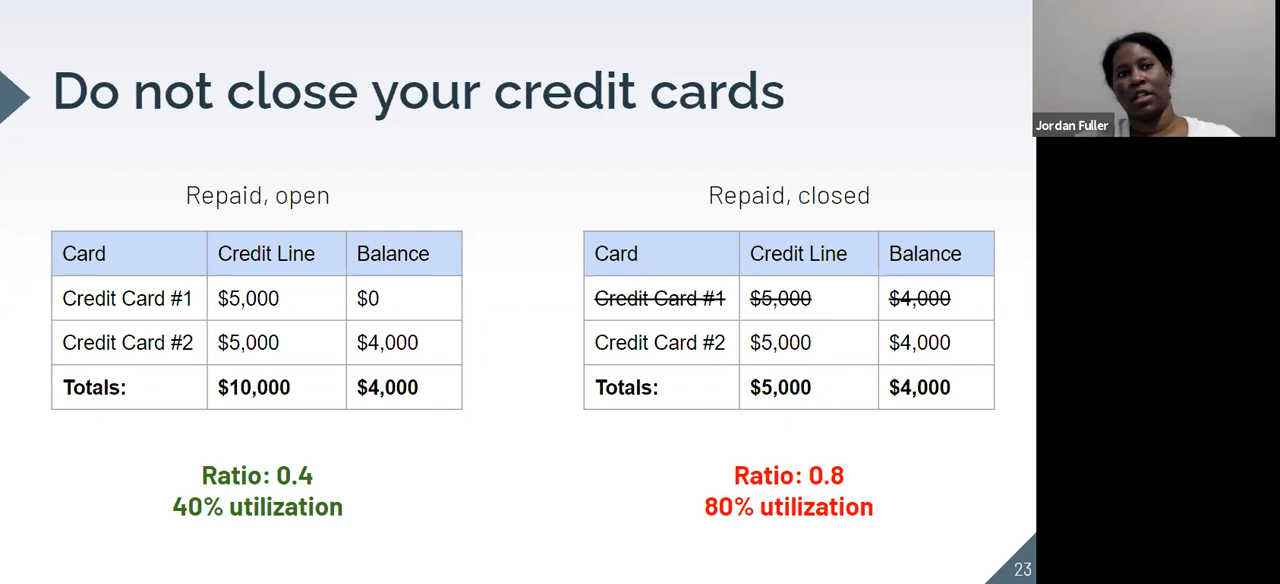 Do not close your credit cards
Jordan Fuller
Repaid, open
Card Credit Line Balance
Credit Card #1 $5,000 $0
Credit Card #2 $5,000 $4,000
Totals: $10,000 $4,000
Ratio: 0.4
40% utilization
Repaid, closed
Card Credit Line Balance
Credit Card #1 $5,000 $4,000
Credit Card #2 $5,000 $4,000
Totals: $5,000 $4,000
Ratio: 0.8
80% utilization
23